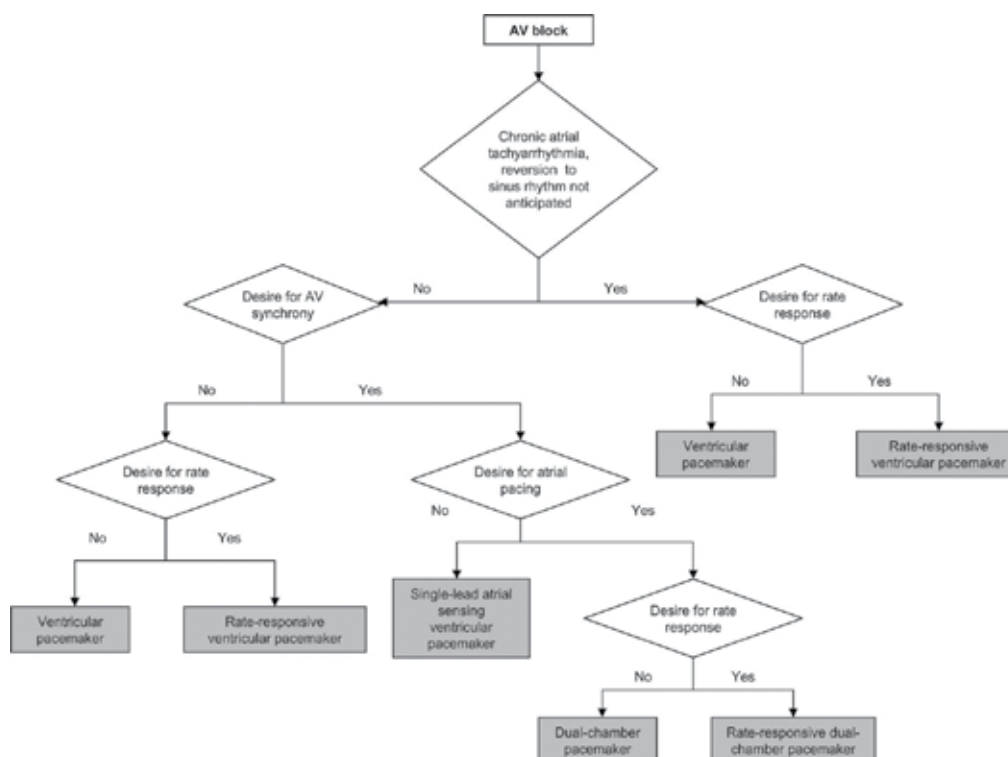 AV block
Chronic atrial
tachyarrhythmia,
reversion to
sinus rhythm not
anticipated
No
Yes
Desire for AV
synchrony
Desire for rate
response
No
Yes
No
Yes
Ventricular
pacemaker
Rate-responsive
ventricular pacemaker
Desire for rate
response
Desire for atrial
pacing
No
Yes
No
Yes
Ventricular
pacemaker
Rate-responsive
ventricular pacemaker
Single-lead atrial
sensing
ventricular
pacemaker
Desire for rate
response
No
Yes
Dual-chamber
pacemaker
Rate-responsive dual-
chamber pacemaker